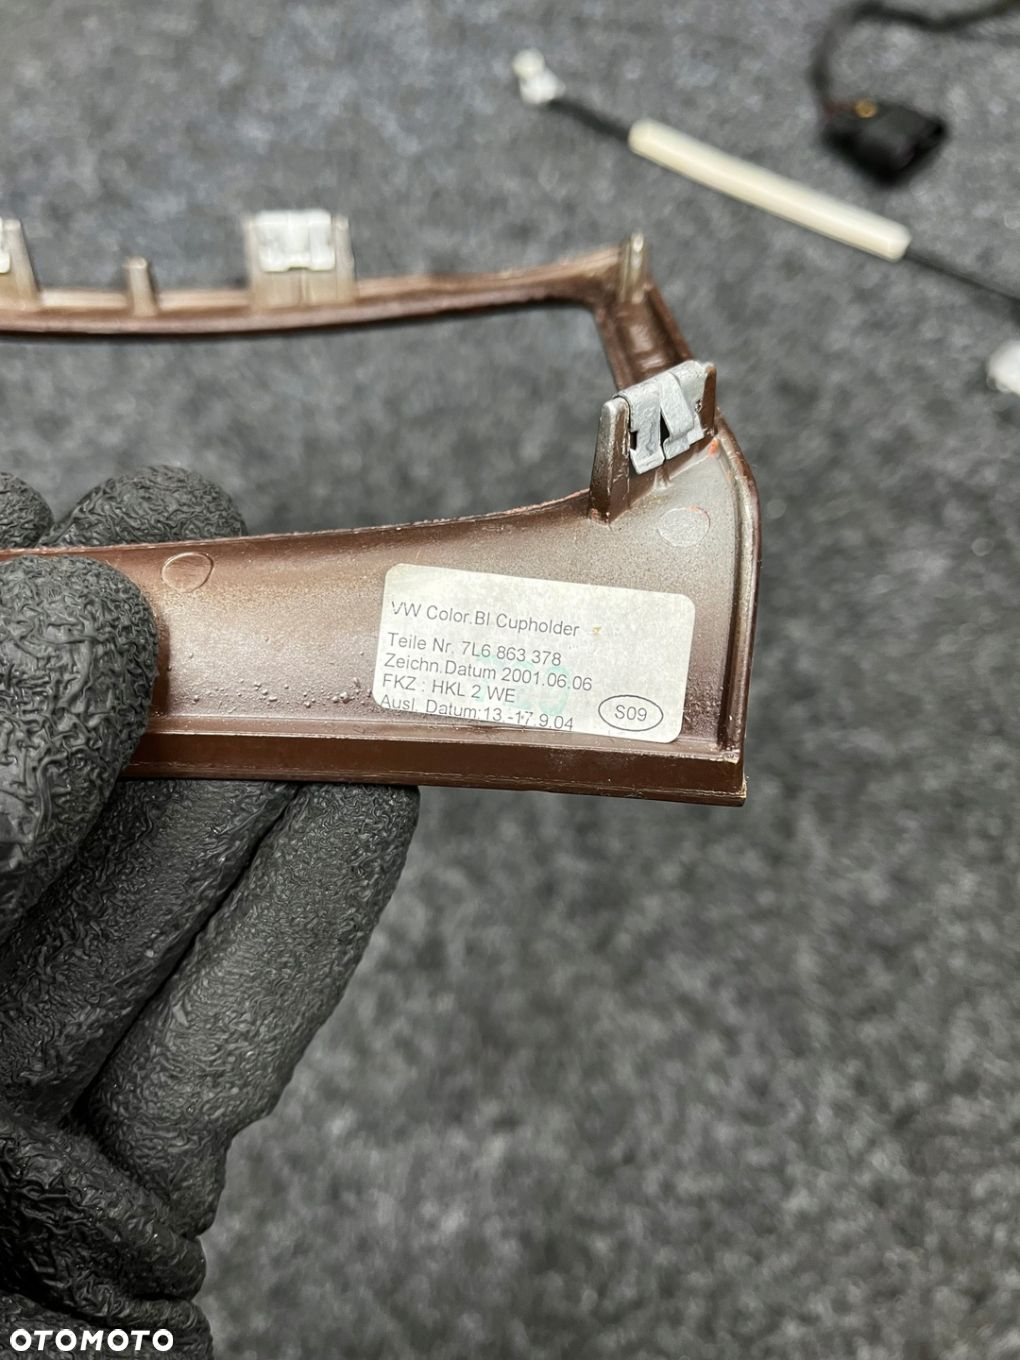 VW Color.Bl Cupholder
Teile Nr. 7L6 863 378
Zeichn.Datum 2001.06.06
FKZ : HKL 2 WE
Ausl. Datum:13 -17.9.04
S09
OTOMOTO